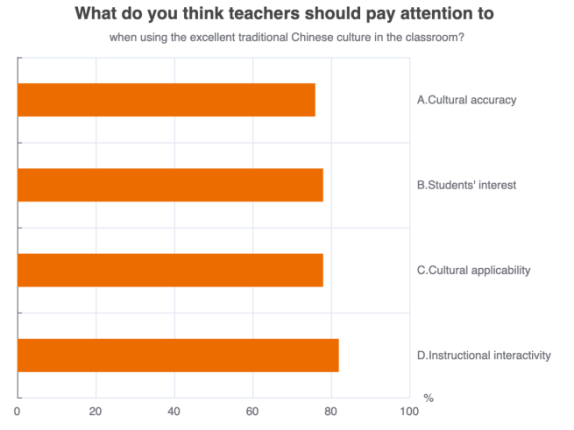 What do you think teachers should pay attention to
when using the excellent traditional Chinese culture in the classroom?
A.Cultural accuracy
B.Students' interest
C.Cultural applicability
D.Instructional interactivity
%
0 20 40 60 80 100